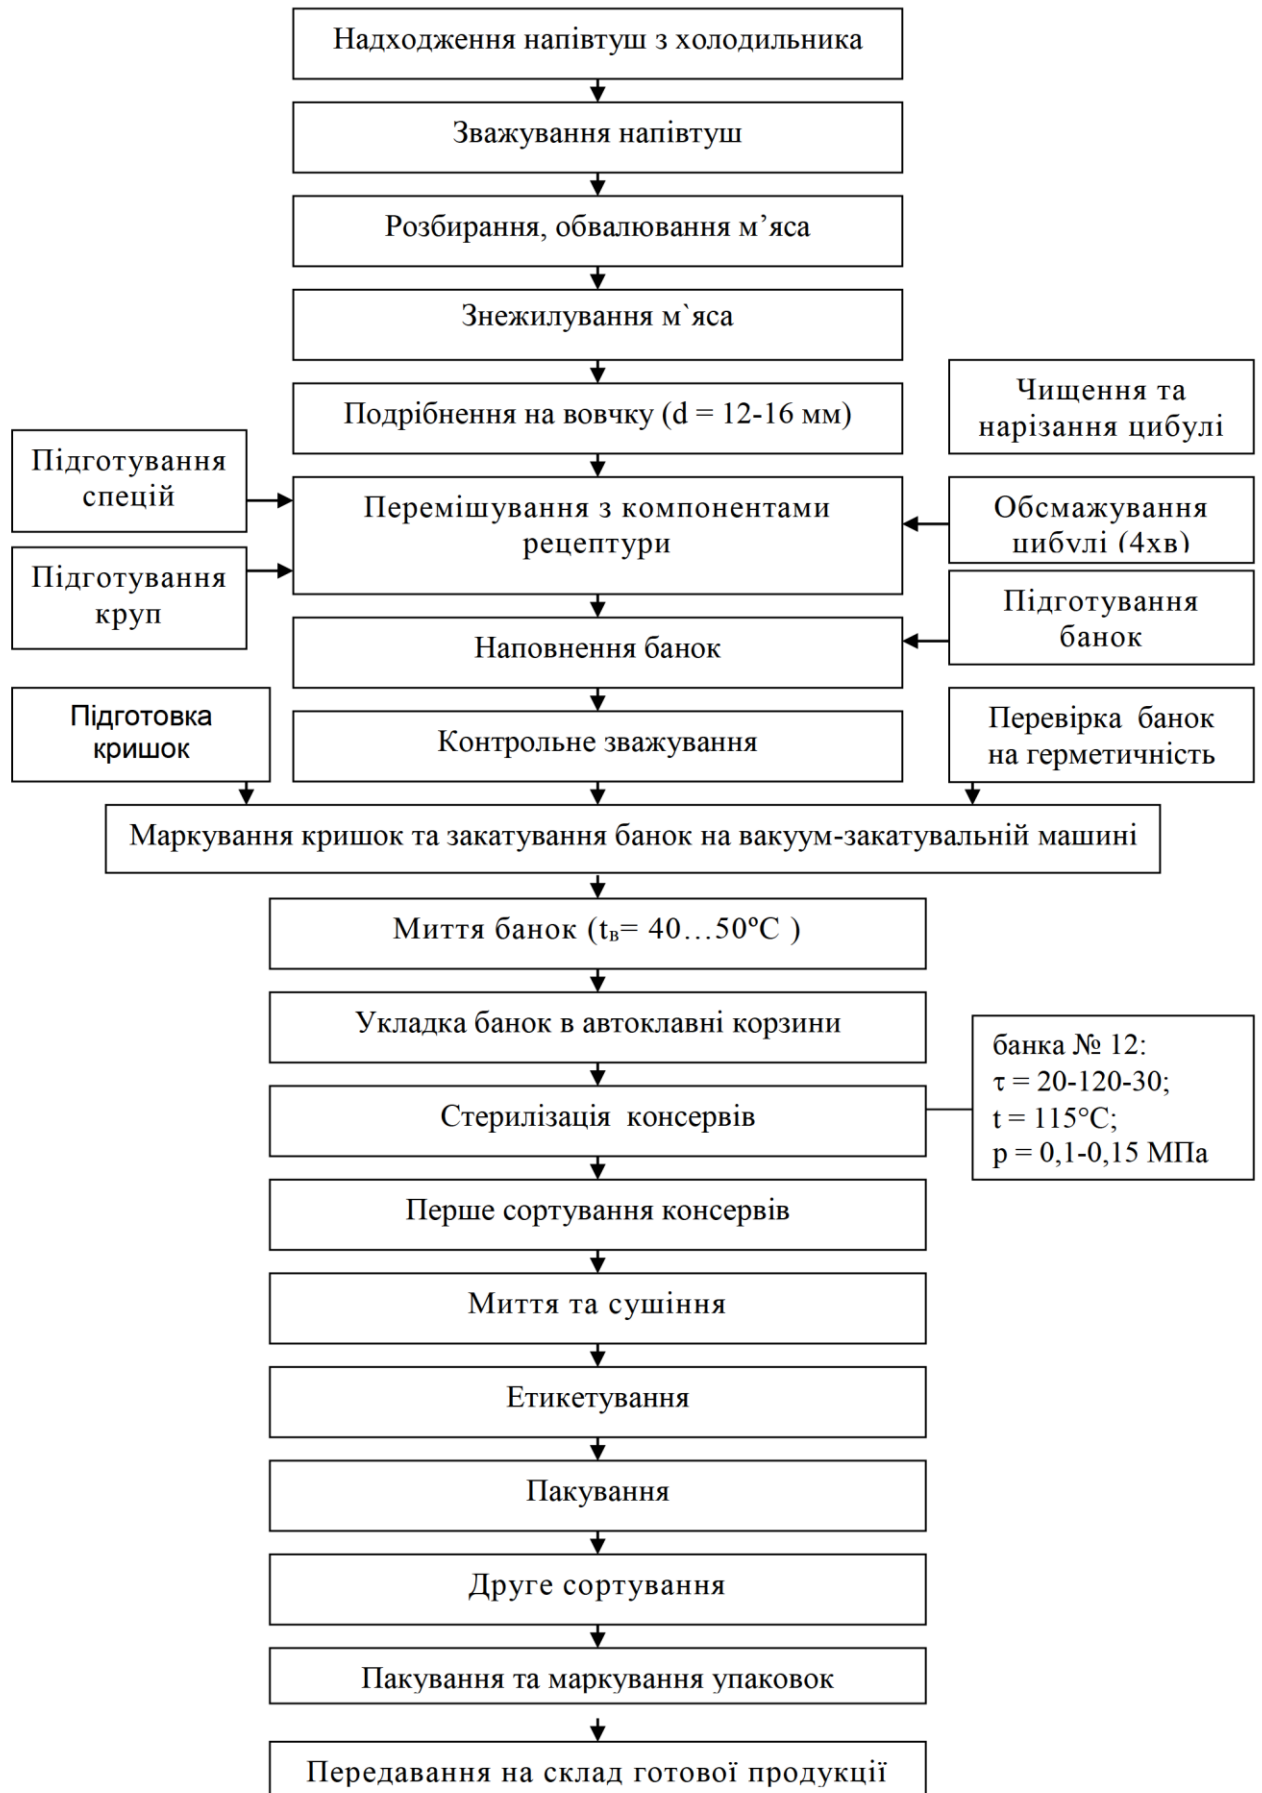 Надходження напівтуш з холодильника
Зважування напівтуш
Розбирання, обвалювання м’яса
Знежилування м`яса
Подрібнення на вовчку (d = 12-16 мм)
Чищення та
нарізання цибулі
Підготування
спецій
Перемішування з компонентами
рецептури
Обсмажування
цибулі (4хв)
Підготування
круп
Підготування
банок
Наповнення банок
Підготовка
кришок
Контрольне зважування
Перевірка банок
на герметичність
Маркування кришок та закатування банок на вакуум-закатувальній машині
Миття банок (tв= 40…50ºС )
Укладка банок в автоклавні корзини
банка № 12:
τ = 20-120-30;
t = 115°С;
р = 0,1-0,15 МПа
Стерилізація консервів
Перше сортування консервів
Миття та сушіння
Етикетування
Пакування
Друге сортування
Пакування та маркування упаковок
Передавання на склад готової продукції